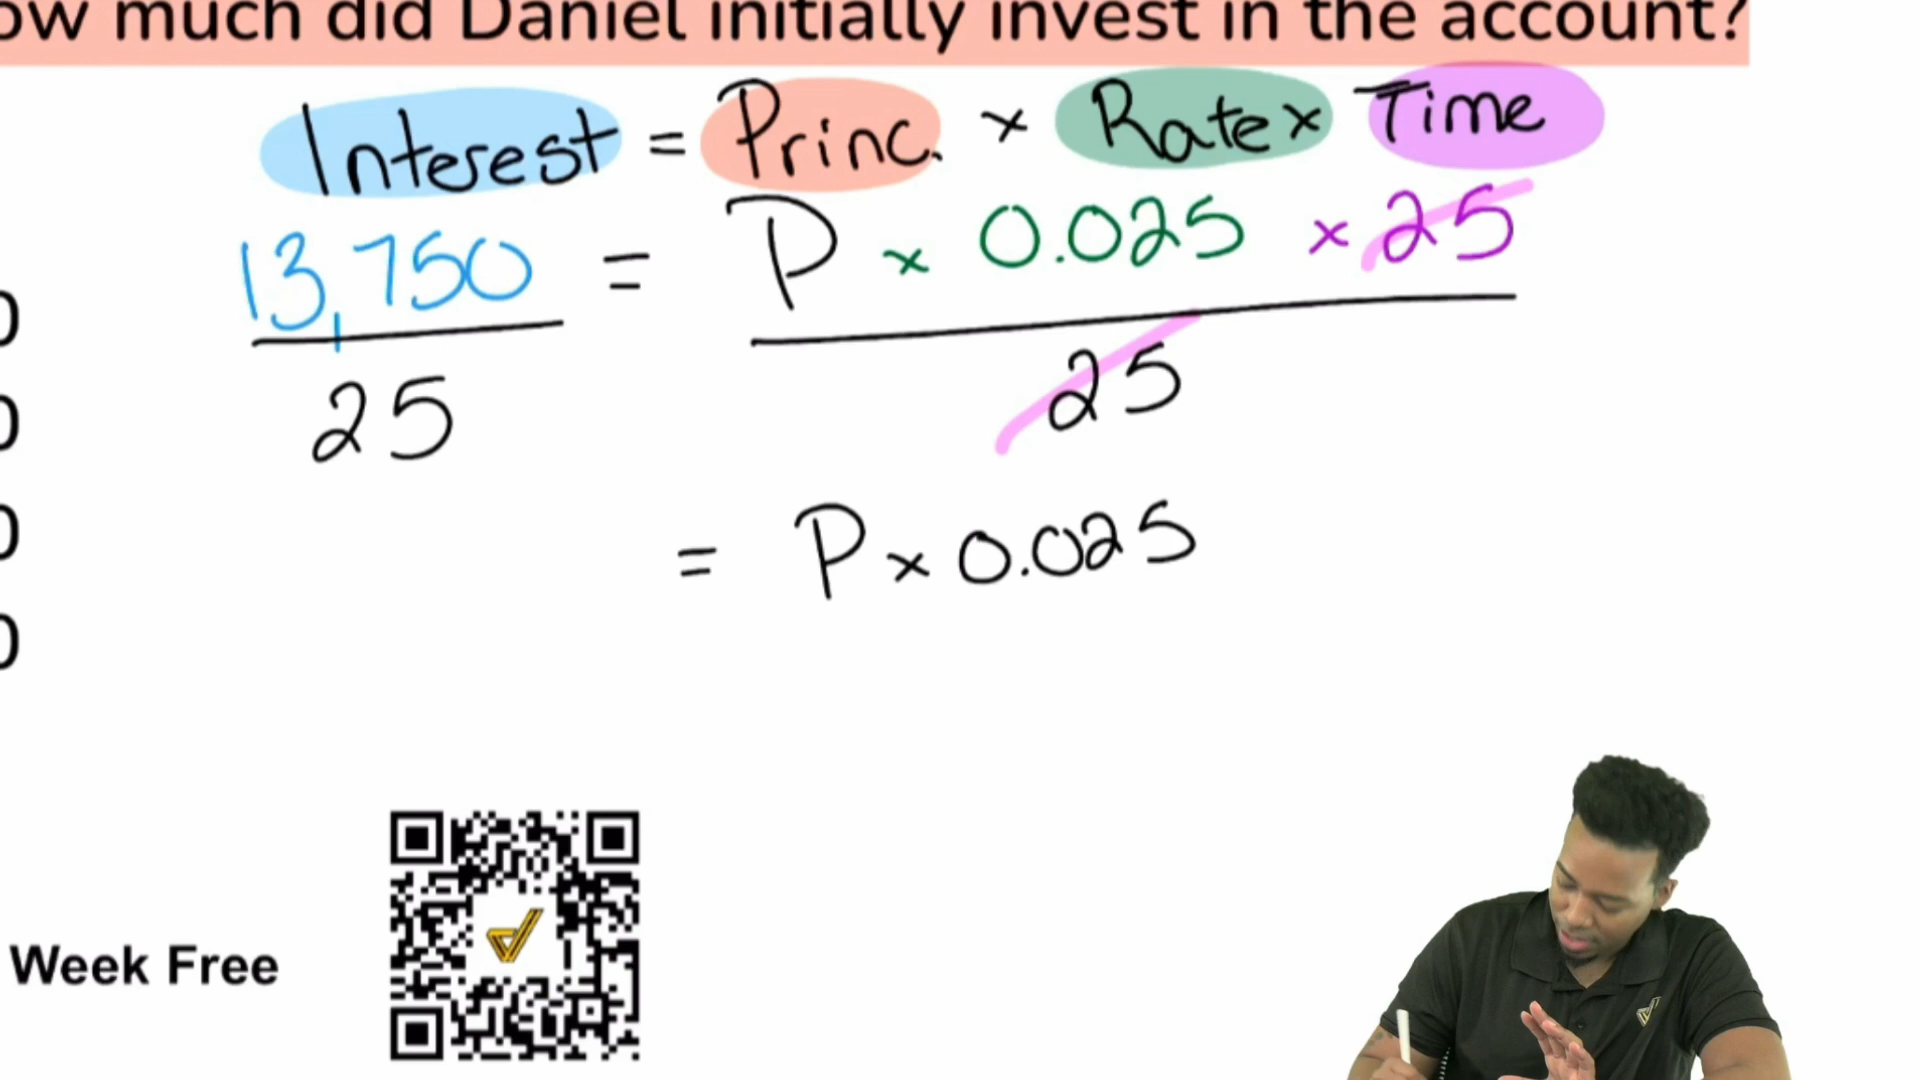 much did Daniel initially invest in the account?
Interest = Princ. × Rate × Time
13,750 = P × 0.025 × 25
25 25
= P × 0.025
Week Free